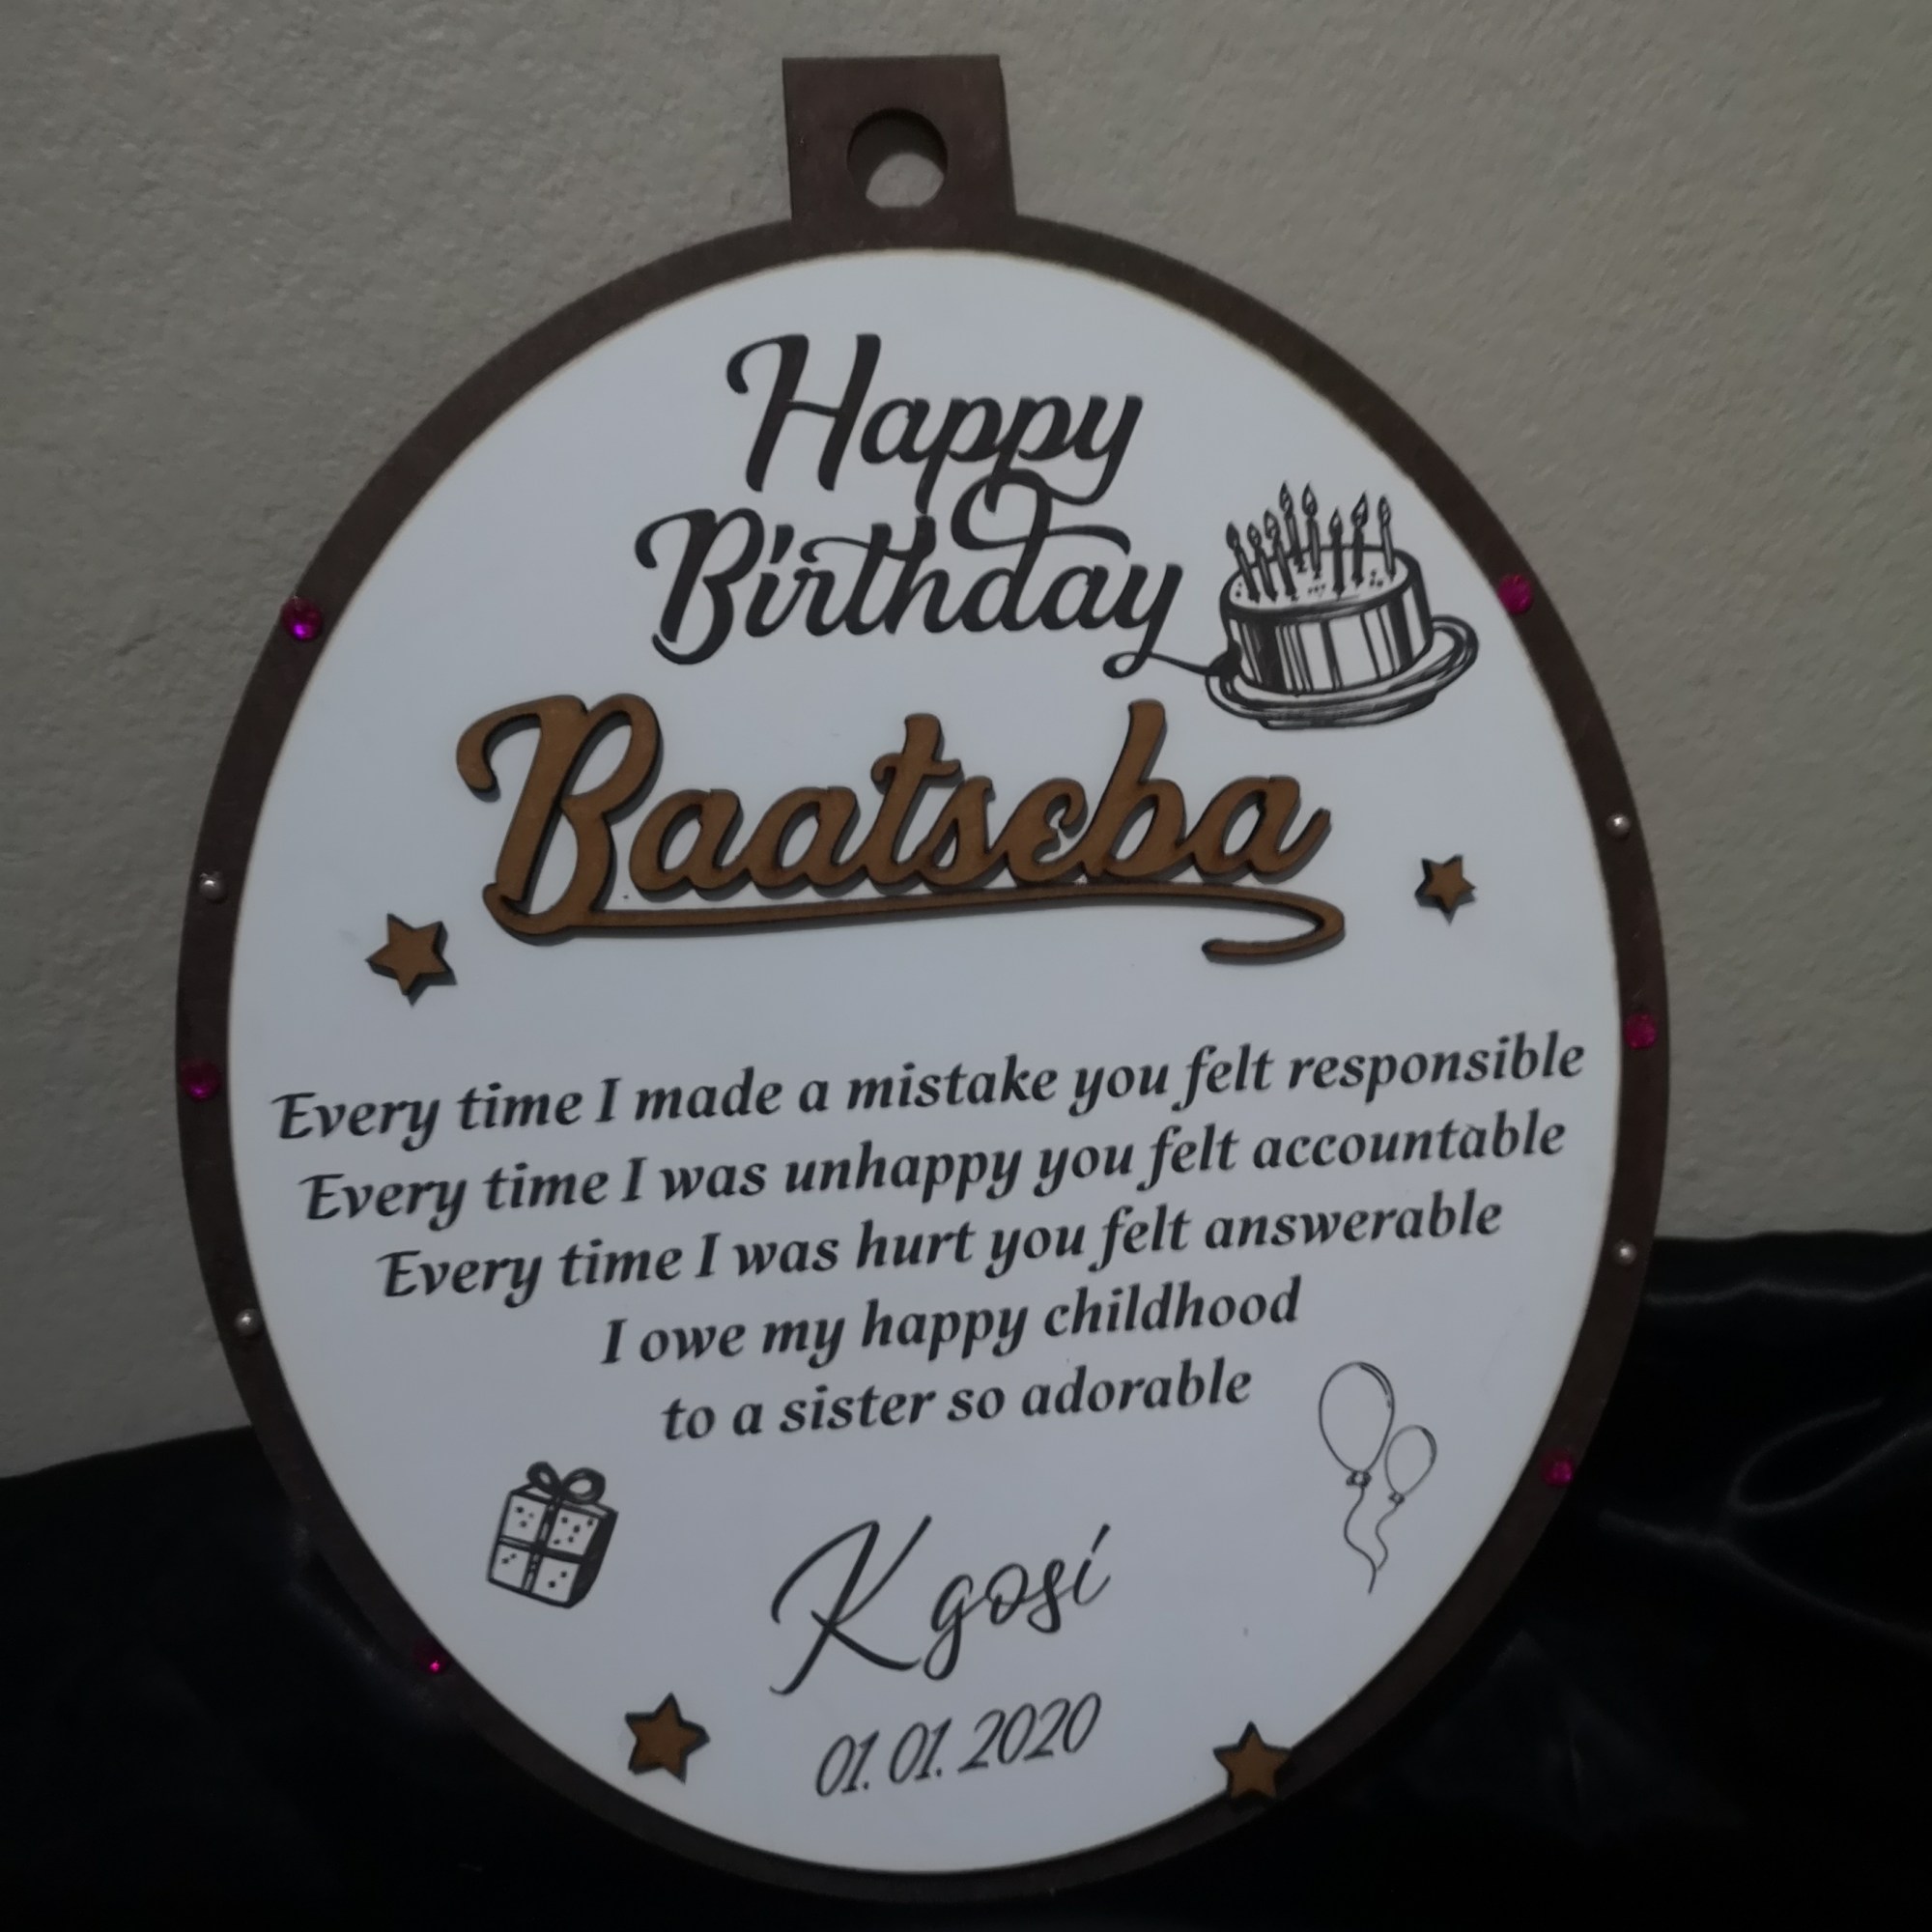 Happy
Birthday
Baatseba
Every time I made a mistake you felt responsible
Every time I was unhappy you felt accountable
Every time I was hurt you felt answerable
I owe my happy childhood
to a sister so adorable
Kgosi
01.01.2020